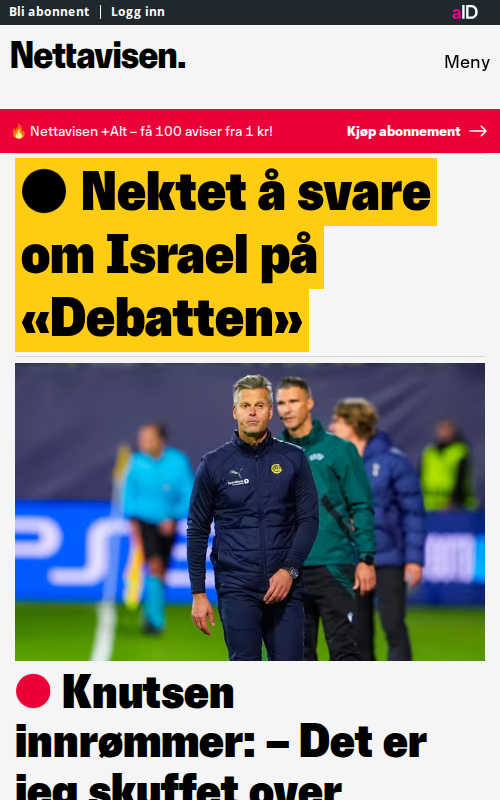 Bli abonnent | Logg inn
aID
Nettavisen.
Meny
🔥 Nettavisen +Alt – få 100 aviser fra 1 kr!
Kjøp abonnement →
Nektet å svare
om Israel på
«Debatten»
UEFA
Knutsen
innrømmer: – Det er
jeg skuffet over